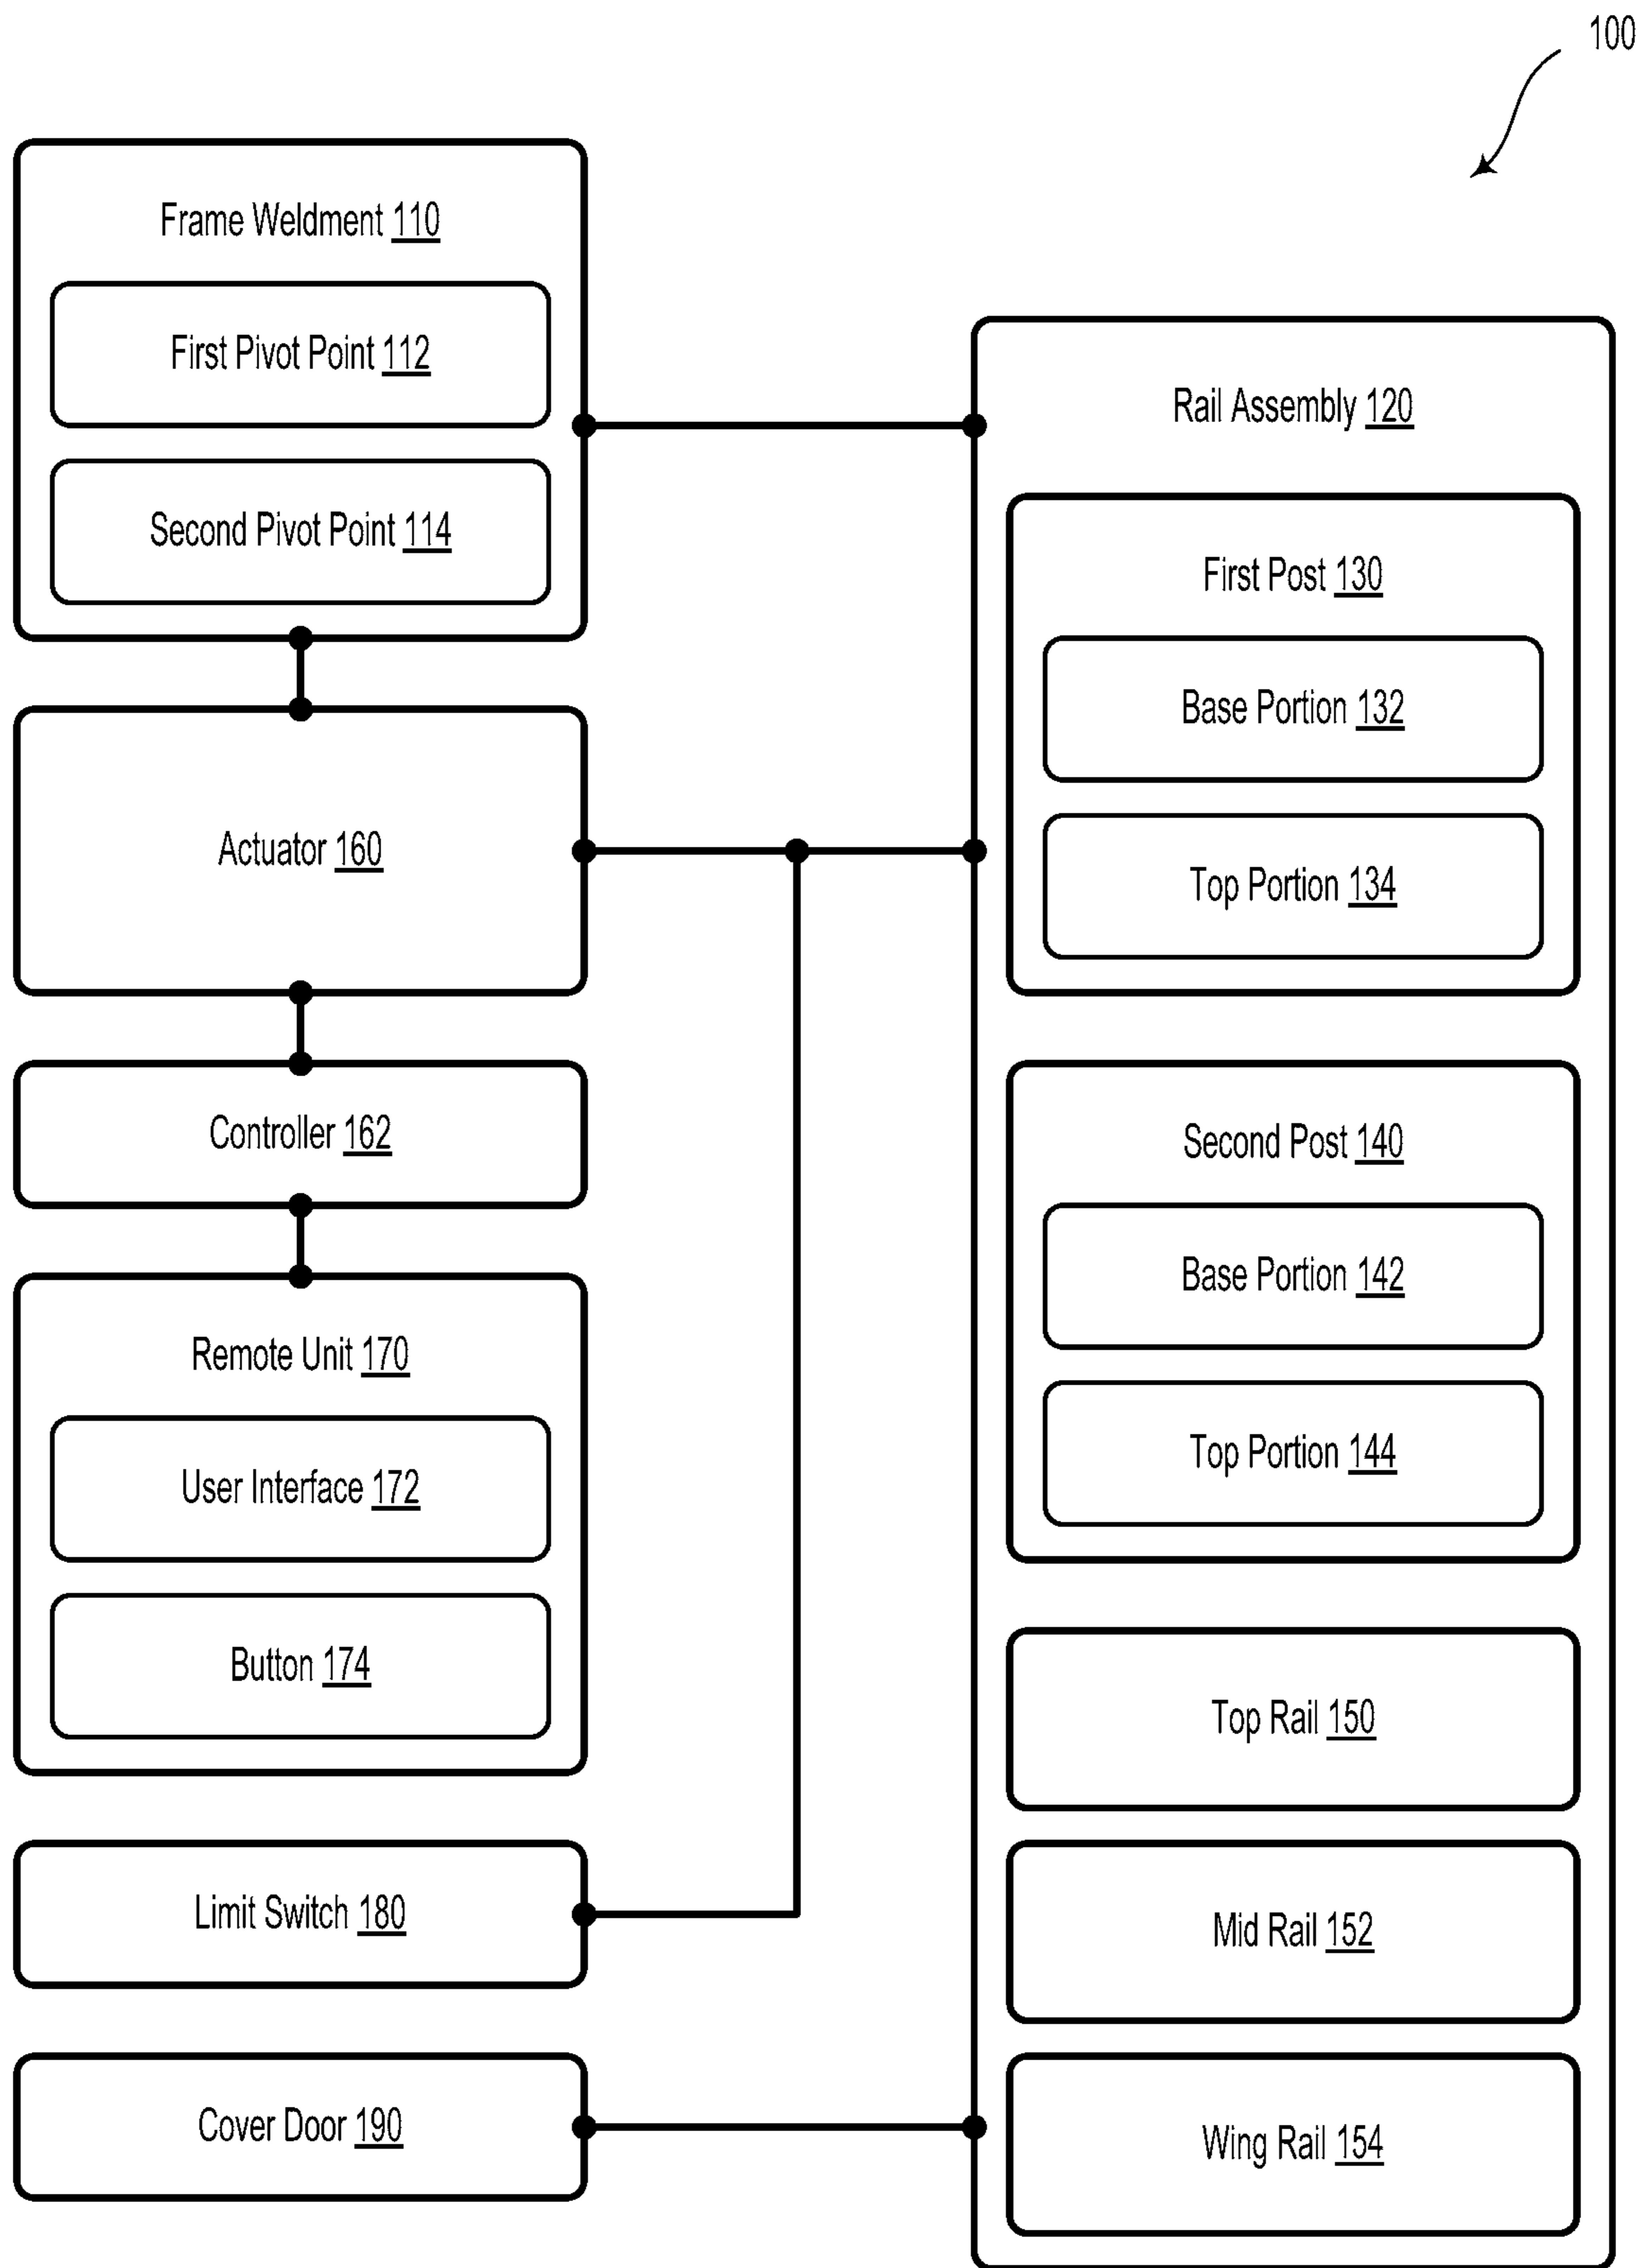 100
Frame Weldment 110
First Pivot Point 112
Second Pivot Point 114
Actuator 160
Controller 162
Remote Unit 170
User Interface 172
Button 174
Limit Switch 180
Cover Door 190
Rail Assembly 120
First Post 130
Base Portion 132
Top Portion 134
Second Post 140
Base Portion 142
Top Portion 144
Top Rail 150
Mid Rail 152
Wing Rail 154